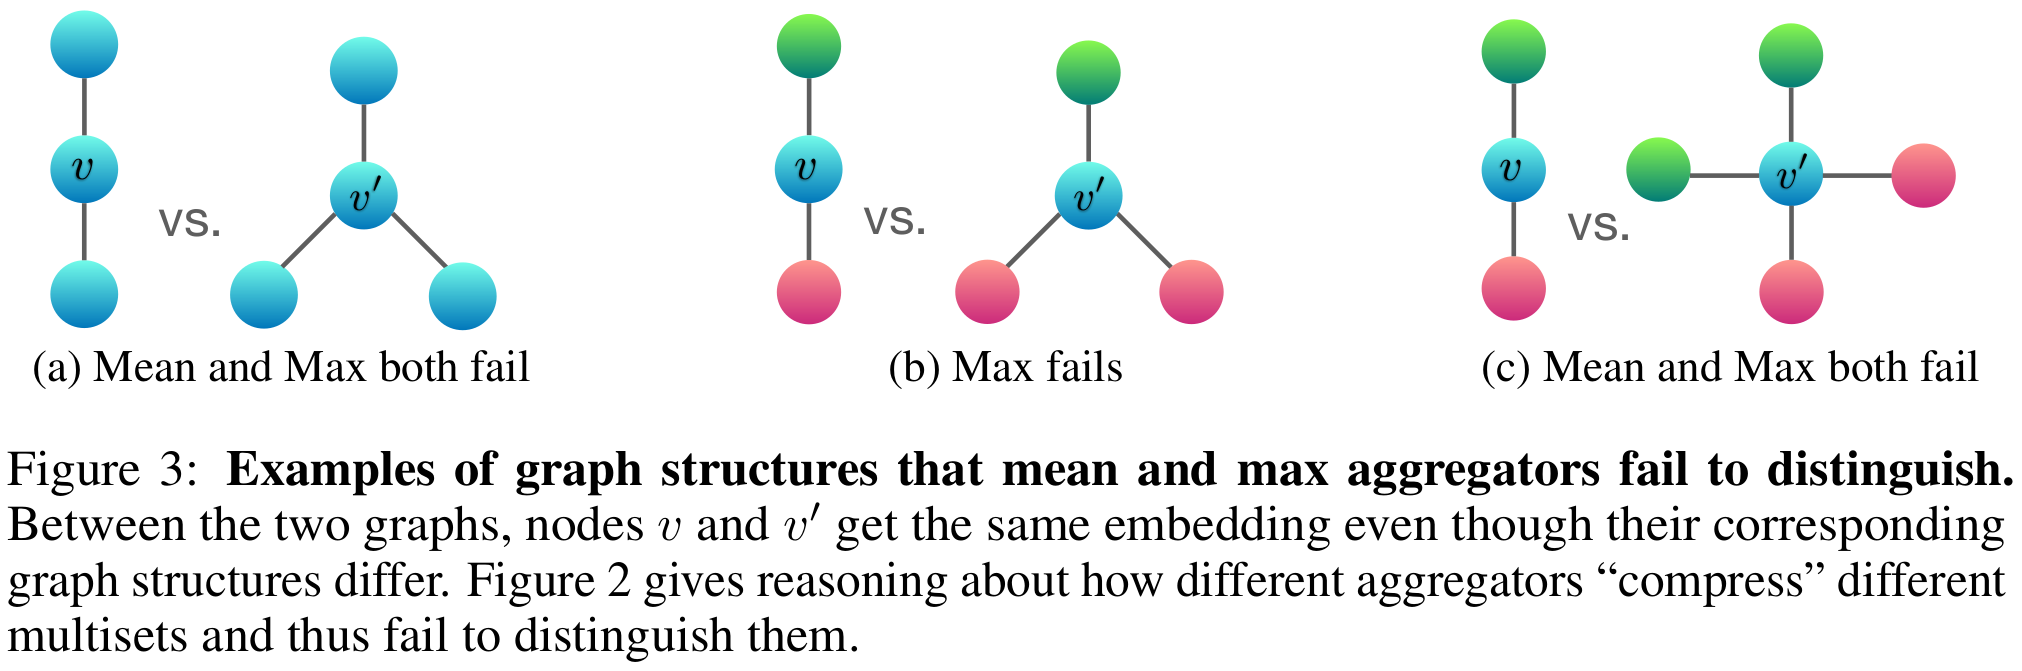 v
vs.
v′
(a) Mean and Max both fail
v
vs.
v′
(b) Max fails
v
vs.
v′
(c) Mean and Max both fail
Figure 3: Examples of graph structures that mean and max aggregators fail to distinguish.
Between the two graphs, nodes v and v′ get the same embedding even though their corresponding
graph structures differ. Figure 2 gives reasoning about how different aggregators “compress” different
multisets and thus fail to distinguish them.